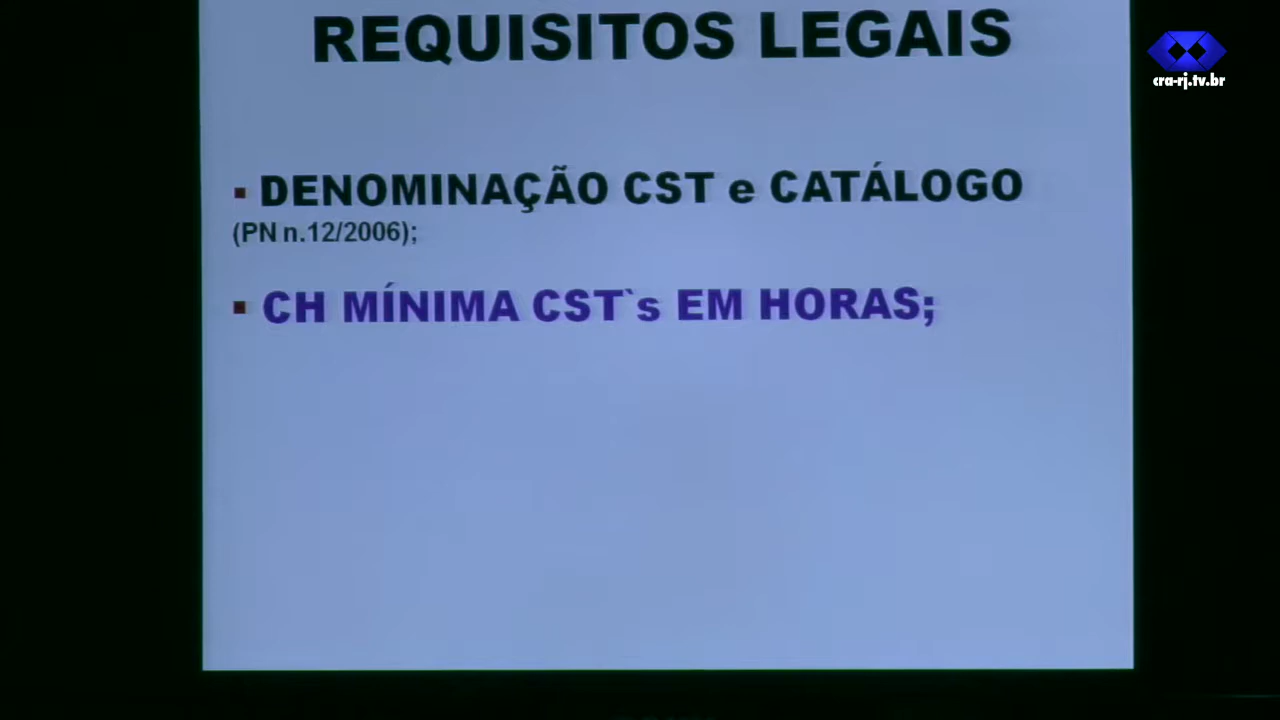 REQUISITOS LEGAIS
cra-rj.tv.br
▪ DENOMINAÇÃO CST e CATÁLOGO
(PN n.12/2006);
▪ CH MÍNIMA CST`s EM HORAS;